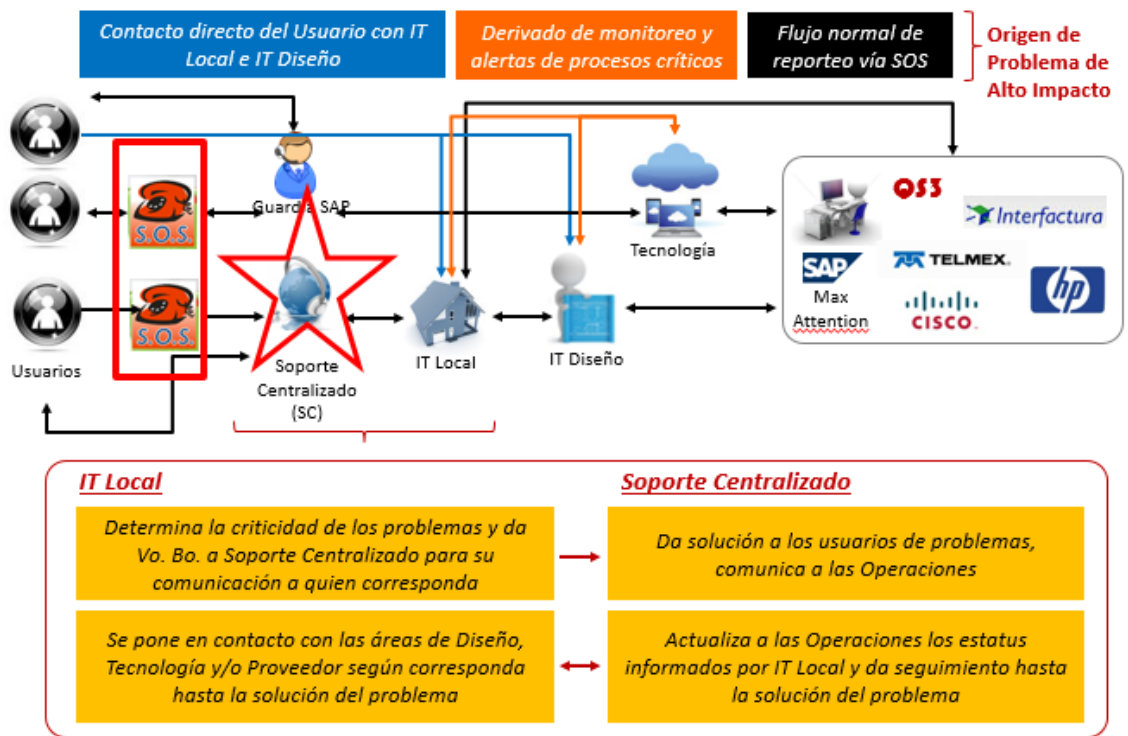 Contacto directo del Usuario con IT
Local e IT Diseño
Derivado de monitoreo y
alertas de procesos críticos
Flujo normal de
reporteo vía SOS
Origen de
Problema de
Alto Impacto
S.O.S.
Guardia SAP
Tecnología
QS3
Interfactura
SAP
Max
Attention
TELMEX®
CISCO.
hp
S.O.S.
Usuarios
Soporte
Centralizado
(SC)
IT Local
IT Diseño
IT Local
Determina la criticidad de los problemas y da
Vo. Bo. a Soporte Centralizado para su
comunicación a quien corresponda
Se pone en contacto con las áreas de Diseño,
Tecnología y/o Proveedor según corresponda
hasta la solución del problema
Soporte Centralizado
Da solución a los usuarios de problemas,
comunica a las Operaciones
Actualiza a las Operaciones los estatus
informados por IT Local y da seguimiento hasta
la solución del problema